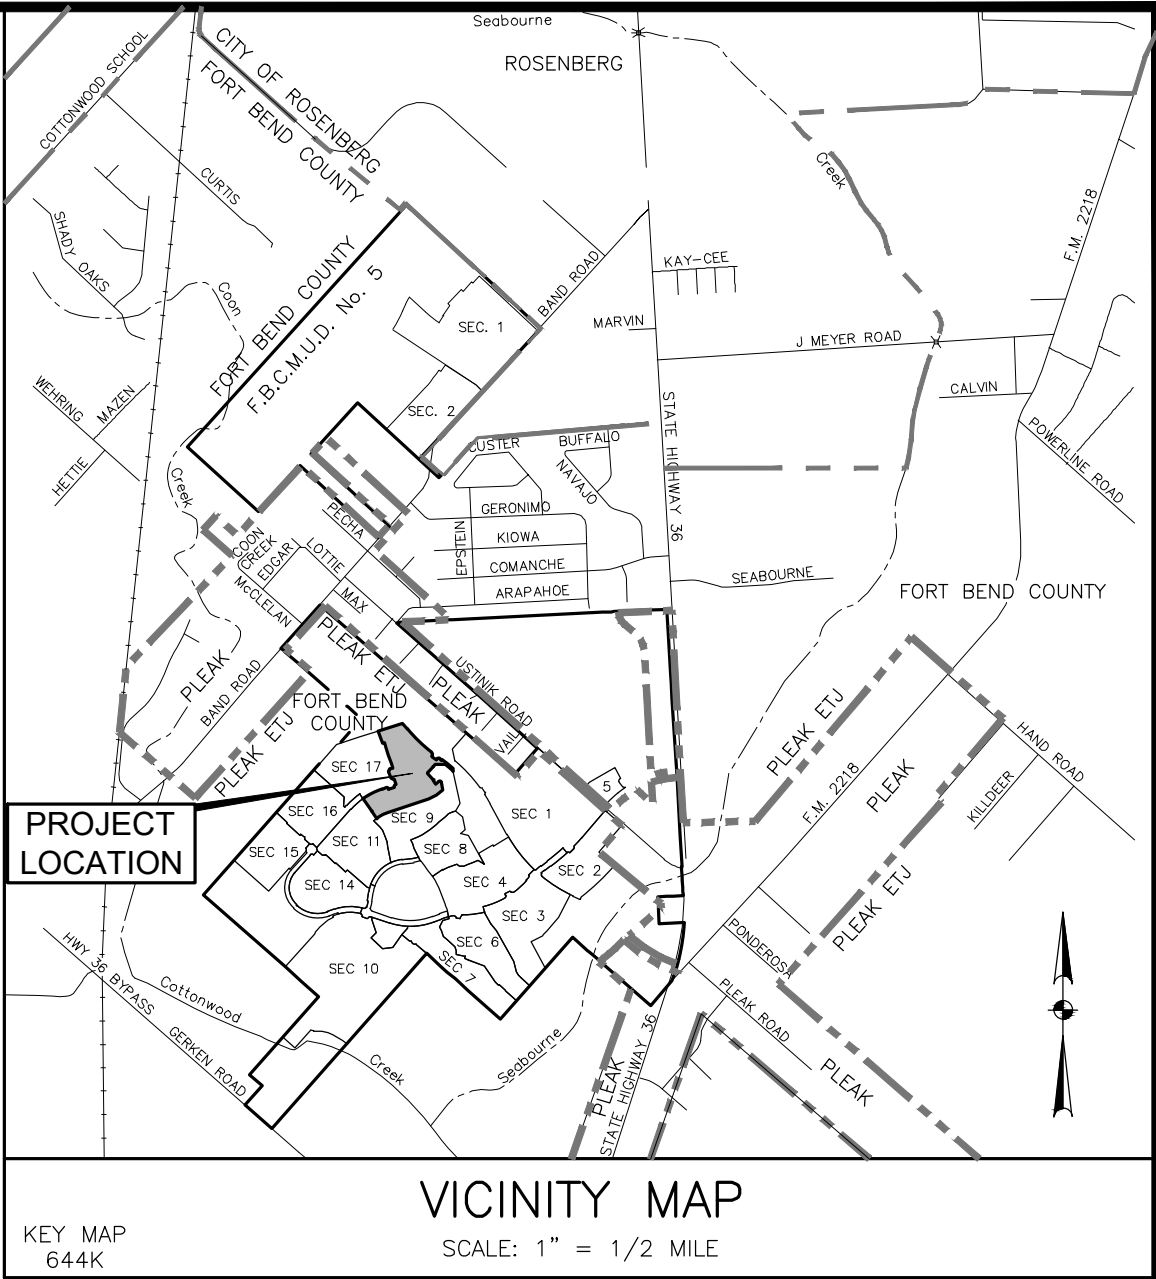 Seabourne
ROSENBERG
COTTONWOOD SCHOOL
CITY OF ROSENBERG
FORT BEND COUNTY
Creek
CURTIS
F.M. 2218
SHADY OAKS
FORT BEND COUNTY
F.B.C.M.U.D. No. 5
Coon
BAND ROAD
KAY-CEE
SEC. 1
MARVIN
J MEYER ROAD
WEHRING
MAZEN
CALVIN
SEC. 2
STATE HIGHWAY 36
POWERLINE ROAD
HETTIE
CUSTER
BUFFALO
NAVAJO
Creek
PECHA
GERONIMO
EPSTEIN
KIOWA
COON
CREEK
EDGAR
LOTTIE
COMANCHE
SEABOURNE
McCLELAN
MAX
ARAPAHOE
FORT BEND COUNTY
PLEAK
BAND ROAD
PLEAK ETJ
PLEAK
USTINIK ROAD
VAIL
PLEAK ETJ
FORT BEND
COUNTY
PLEAK ETJ
F.M. 2218
PLEAK
HAND ROAD
KILLDEER
SEC 17
5
PROJECT
LOCATION
SEC 16
SEC 9
SEC 1
SEC 15
SEC 11
SEC 8
SEC 14
SEC 4
SEC 2
SEC 3
SEC 6
SEC 7
SEC 10
PLEAK ETJ
PONDEROSA
HWY 36 BYPASS
Cottonwood
GERKEN ROAD
Creek
Seabourne
PLEAK ROAD
PLEAK
STATE HIGHWAY 36
PLEAK
VICINITY MAP
SCALE: 1" = 1/2 MILE
KEY MAP
644K